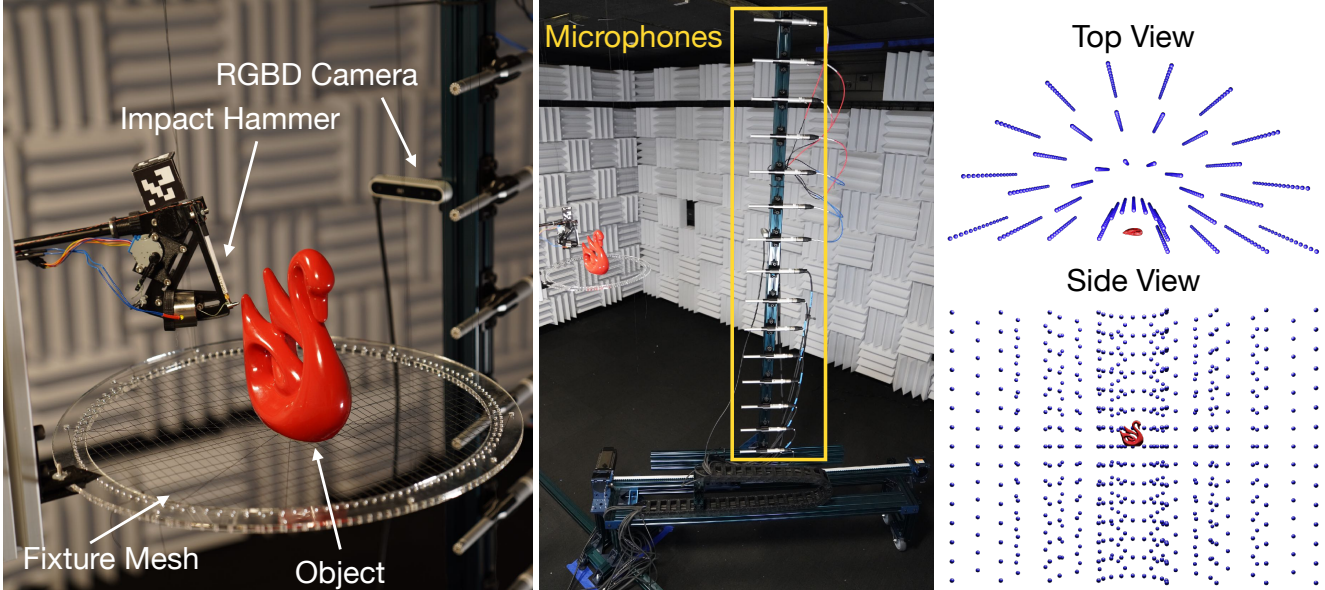 RGBD Camera
Impact Hammer
Fixture Mesh
Object
Microphones
Top View
Side View